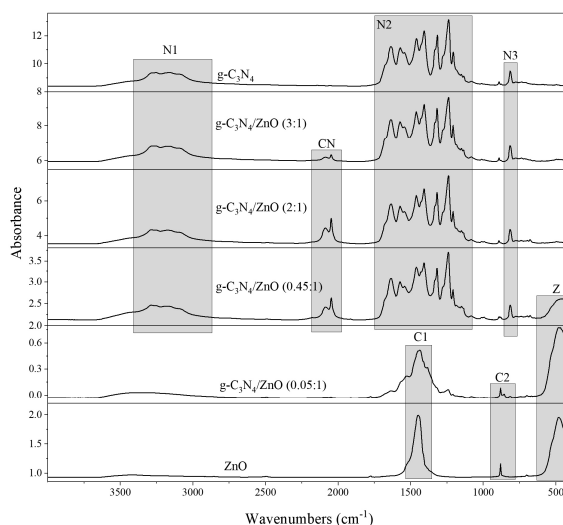 N1
N2
N3
12
10
8
g-C₃N₄
8
6
g-C₃N₄/ZnO (3:1)
CN
6
4
g-C₃N₄/ZnO (2:1)
3.5
3.0
2.5
2.0
g-C₃N₄/ZnO (0.45:1)
Z
C1
C2
0.6
0.3
0.0
g-C₃N₄/ZnO (0.05:1)
2.0
1.5
1.0
ZnO
Absorbance
3500 3000 2500 2000 1500 1000 500
Wavenumbers (cm⁻¹)